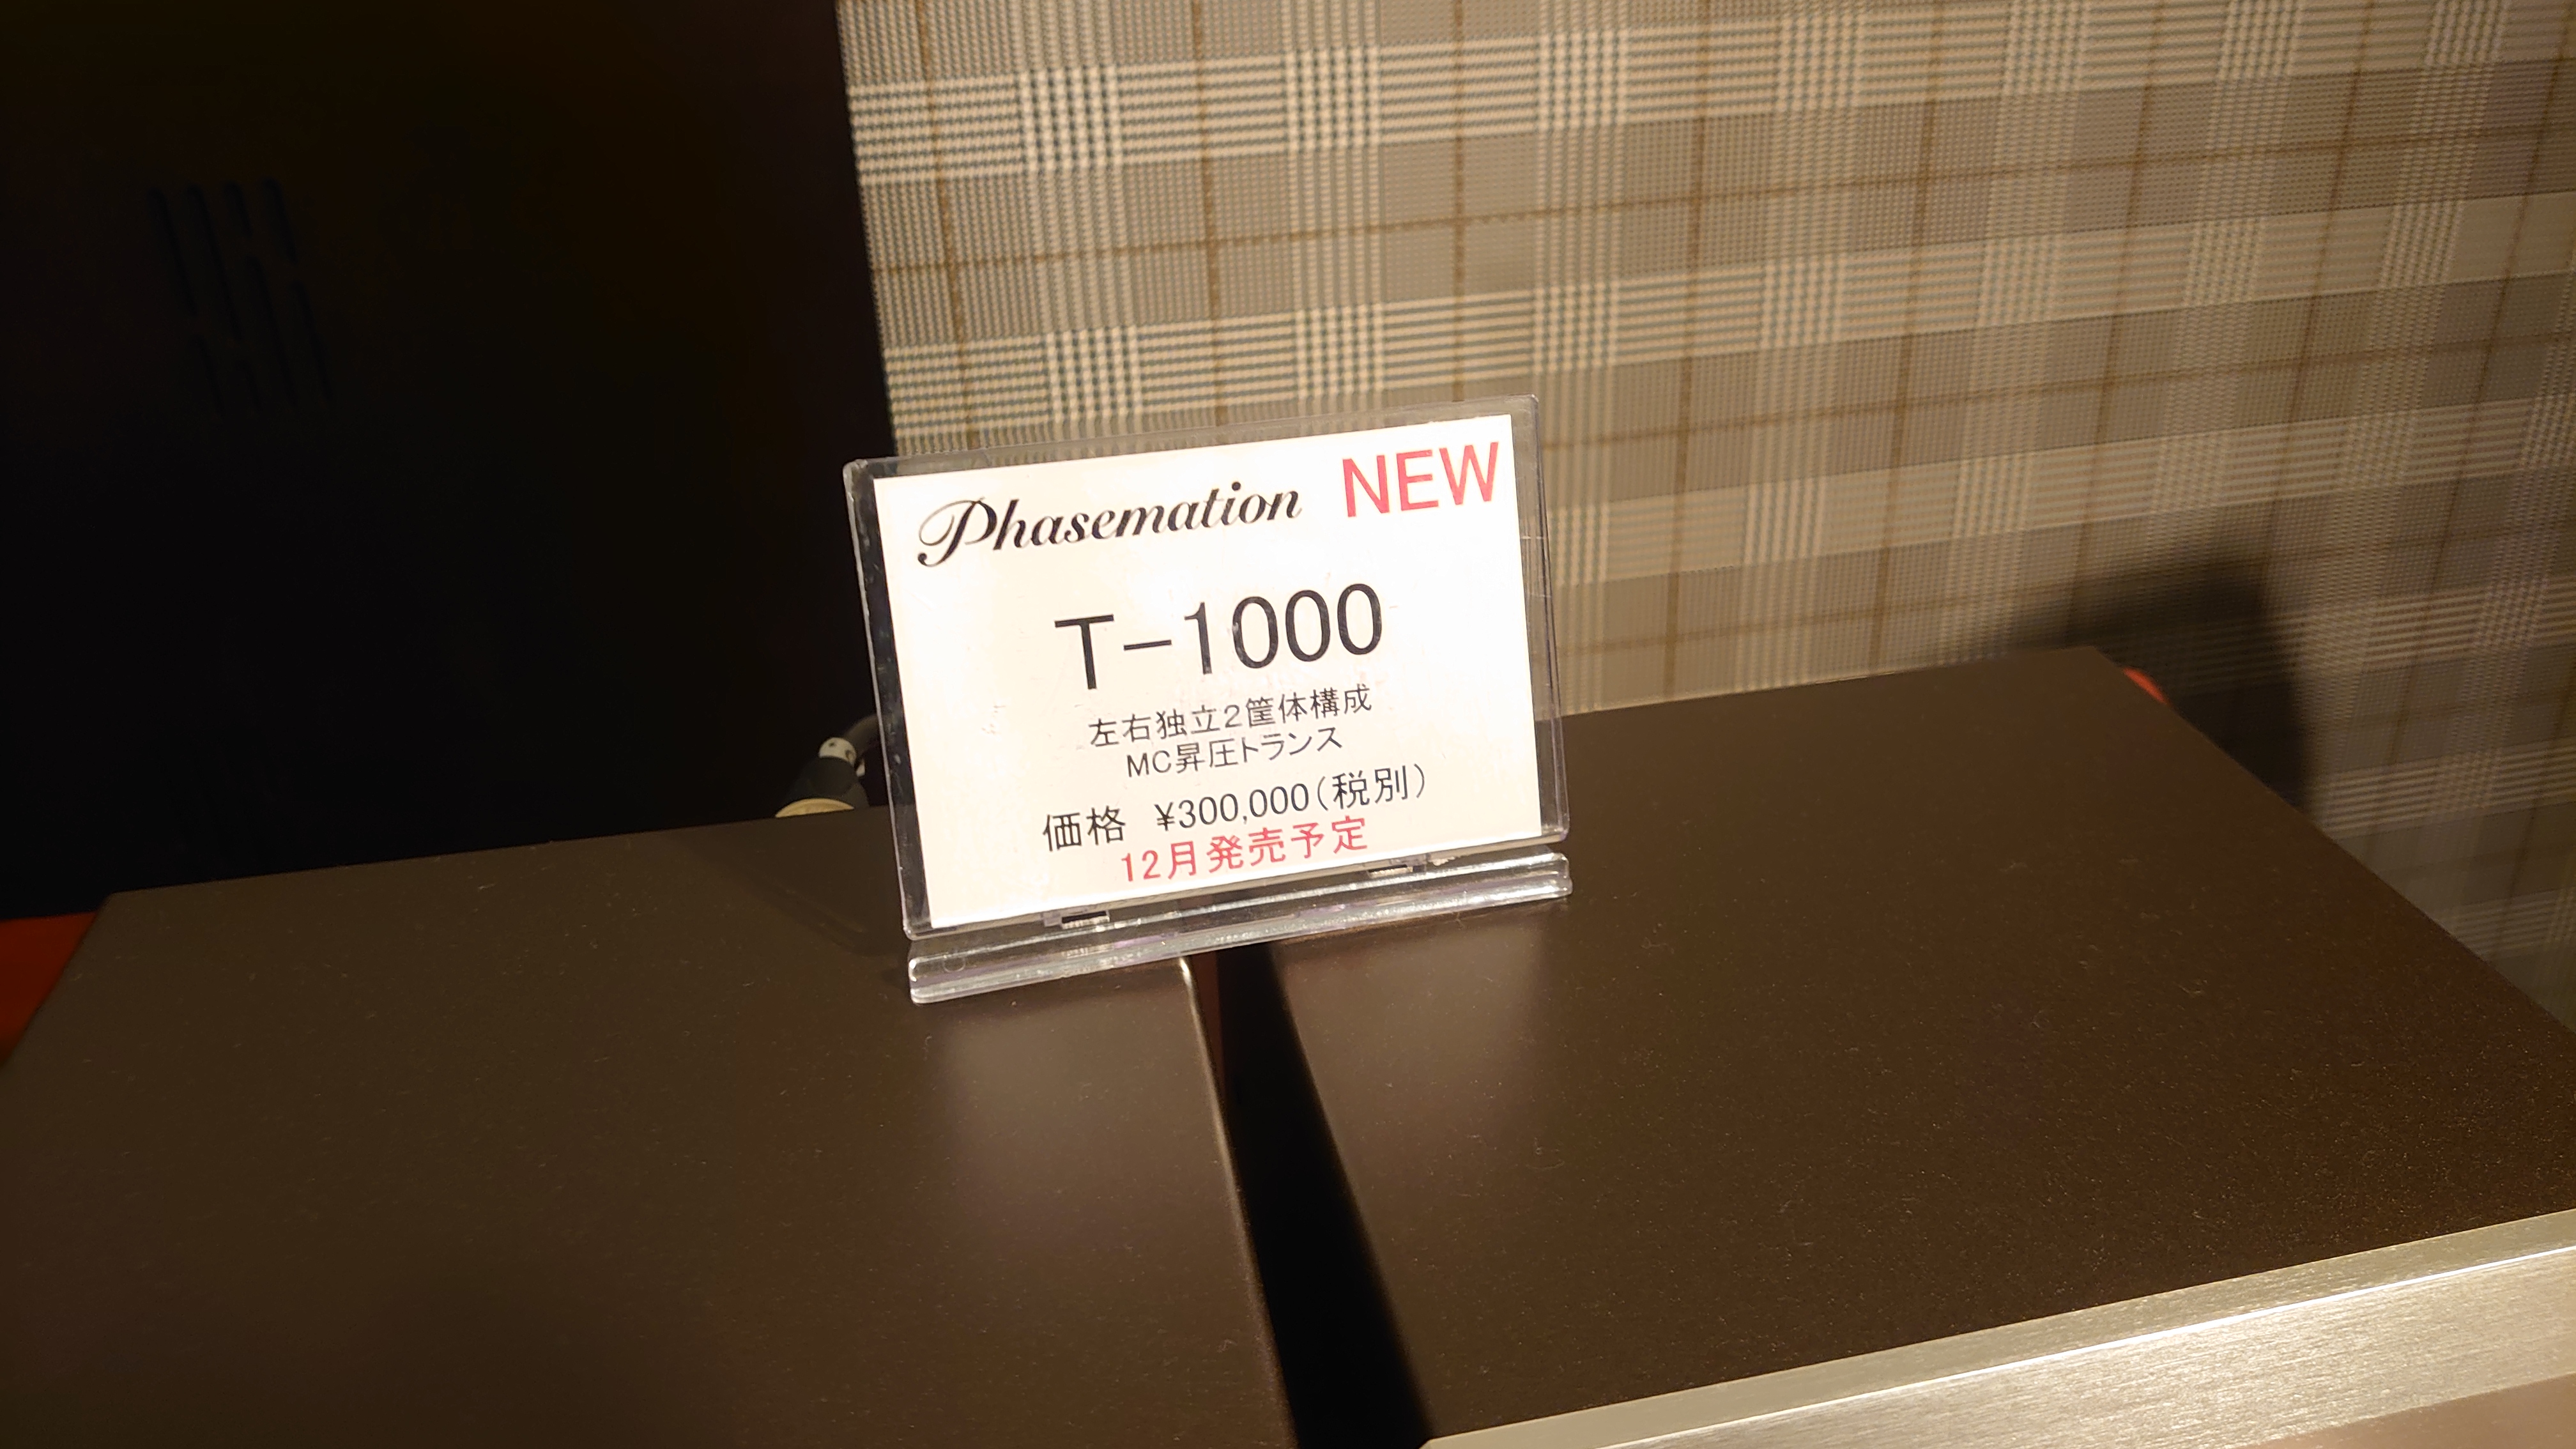 Phasemation NEW
T-1000
左右独立2筐体構成
MC昇圧トランス
価格 ¥300,000(税別)
12月発売予定